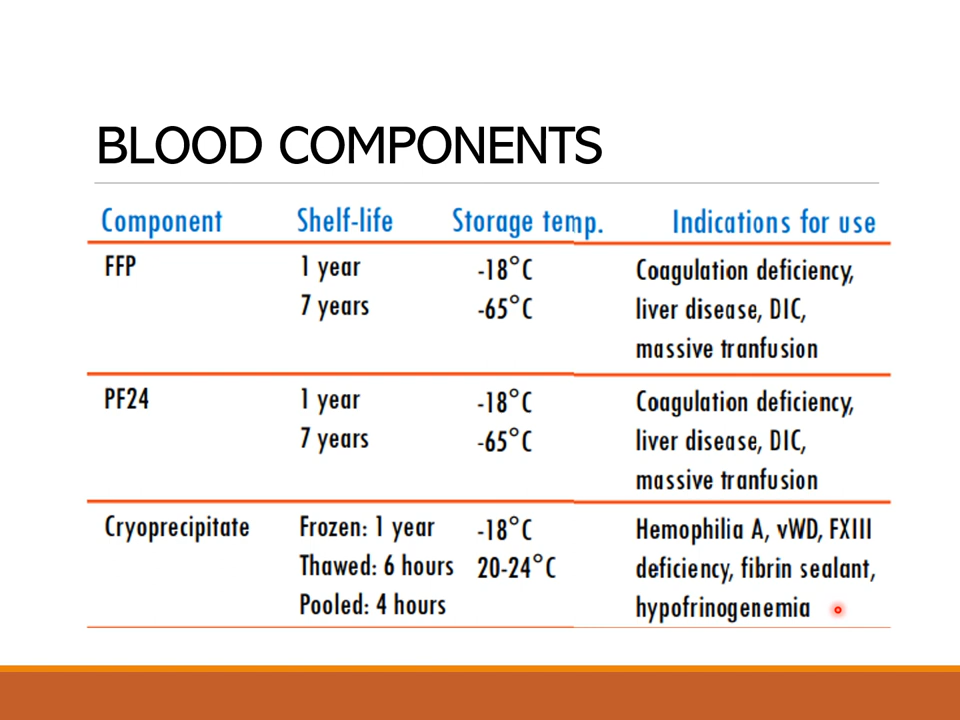 BLOOD COMPONENTS
Component Shelf-life Storage temp. Indications for use
FFP 1 year -18°C Coagulation deficiency,
7 years -65°C liver disease, DIC,
massive tranfusion
PF24 1 year -18°C Coagulation deficiency,
7 years -65°C liver disease, DIC,
massive tranfusion
Cryoprecipitate Frozen: 1 year -18°C Hemophilia A, vWD, FXIII
Thawed: 6 hours 20-24°C deficiency, fibrin sealant,
Pooled: 4 hours hypofrinogenemia